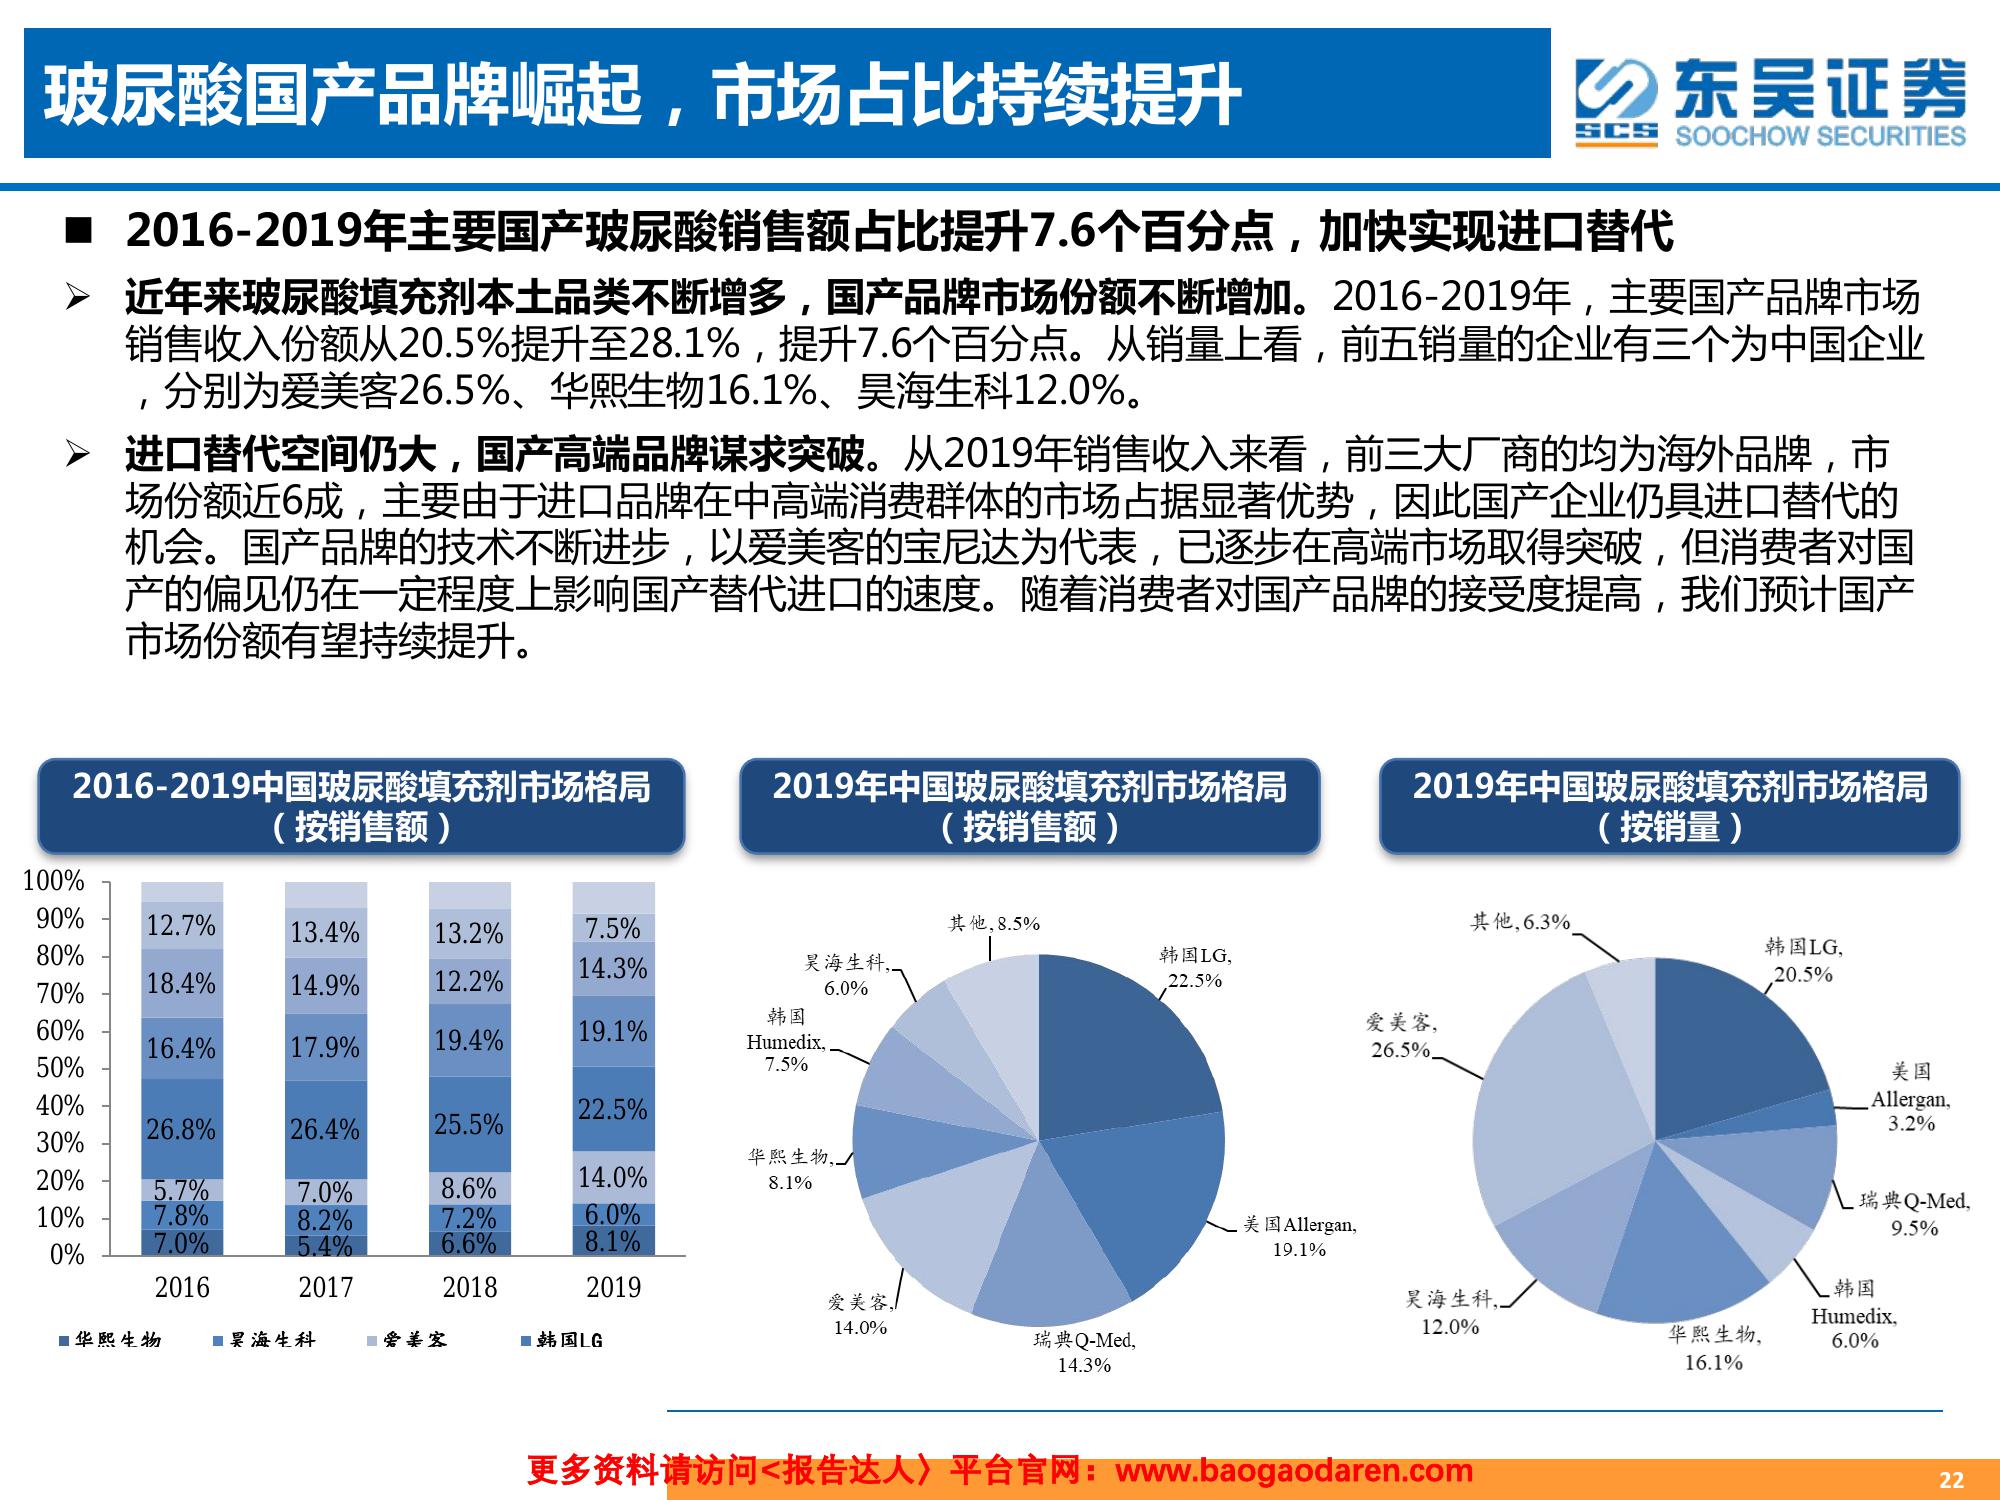 玻尿酸国产品牌崛起，市场占比持续提升
东吴证券
SCS
SOOCHOW SECURITIES
■ 2016-2019年主要国产玻尿酸销售额占比提升7.6个百分点，加快实现进口替代
➢ 近年来玻尿酸填充剂本土品类不断增多，国产品牌市场份额不断增加。2016-2019年，主要国产品牌市场
销售收入份额从20.5%提升至28.1%，提升7.6个百分点。从销量上看，前五销量的企业有三个为中国企业
，分别为爱美客26.5%、华熙生物16.1%、昊海生科12.0%。
➢ 进口替代空间仍大，国产高端品牌谋求突破。从2019年销售收入来看，前三大厂商的均为海外品牌，市
场份额近6成，主要由于进口品牌在中高端消费群体的市场占据显著优势，因此国产企业仍具进口替代的
机会。国产品牌的技术不断进步，以爱美客的宝尼达为代表，已逐步在高端市场取得突破，但消费者对国
产的偏见仍在一定程度上影响国产替代进口的速度。随着消费者对国产品牌的接受度提高，我们预计国产
市场份额有望持续提升。
2016-2019中国玻尿酸填充剂市场格局
（按销售额）
100%
90%
80%
70%
60%
50%
40%
30%
20%
10%
0%
12.7%
18.4%
16.4%
26.8%
5.7%
7.8%
7.0%
13.4%
14.9%
17.9%
26.4%
7.0%
8.2%
5.4%
13.2%
12.2%
19.4%
25.5%
8.6%
7.2%
6.6%
7.5%
14.3%
19.1%
22.5%
14.0%
6.0%
8.1%
2016
2017
2018
2019
华熙生物
昊海生科
爱美客
韩国LG
2019年中国玻尿酸填充剂市场格局
（按销售额）
其他, 8.5%
韩国LG,
22.5%
昊海生科,
6.0%
韩国
Humedix,
7.5%
华熙生物,
8.1%
美国Allergan,
19.1%
爱美客,
14.0%
瑞典Q-Med,
14.3%
2019年中国玻尿酸填充剂市场格局
（按销量）
其他, 6.3%
韩国LG,
20.5%
爱美客,
26.5%
美国
Allergan,
3.2%
瑞典Q-Med,
9.5%
昊海生科,
12.0%
韩国
Humedix,
6.0%
华熙生物,
16.1%
更多资料请访问<报告达人〉平台官网：www.baogaodaren.com
22